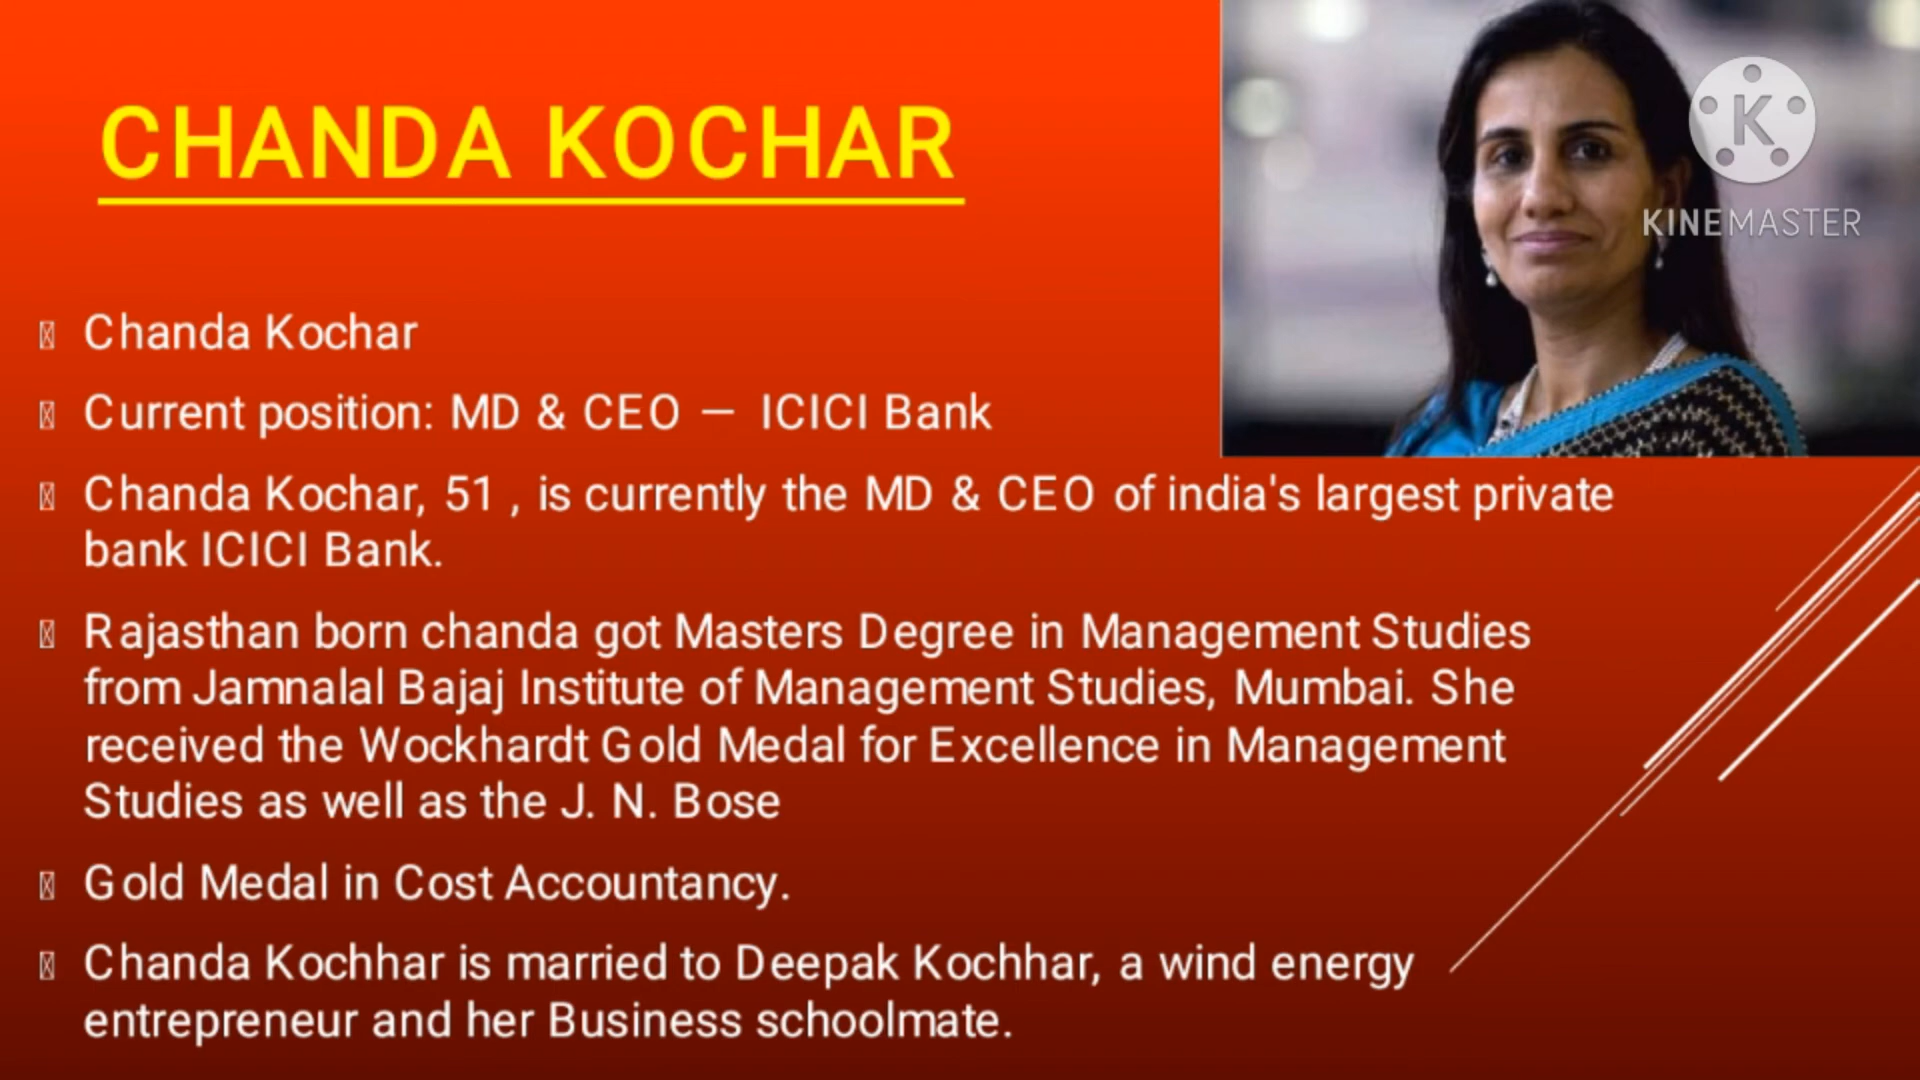 CHANDA KOCHAR
K
KINEMASTER
Chanda Kochar
Current position: MD & CEO – ICICI Bank
Chanda Kochar, 51 , is currently the MD & CEO of india's largest private
bank ICICI Bank.
Rajasthan born chanda got Masters Degree in Management Studies
from Jamnalal Bajaj Institute of Management Studies, Mumbai. She
received the Wockhardt Gold Medal for Excellence in Management
Studies as well as the J. N. Bose
Gold Medal in Cost Accountancy.
Chanda Kochhar is married to Deepak Kochhar, a wind energy
entrepreneur and her Business schoolmate.